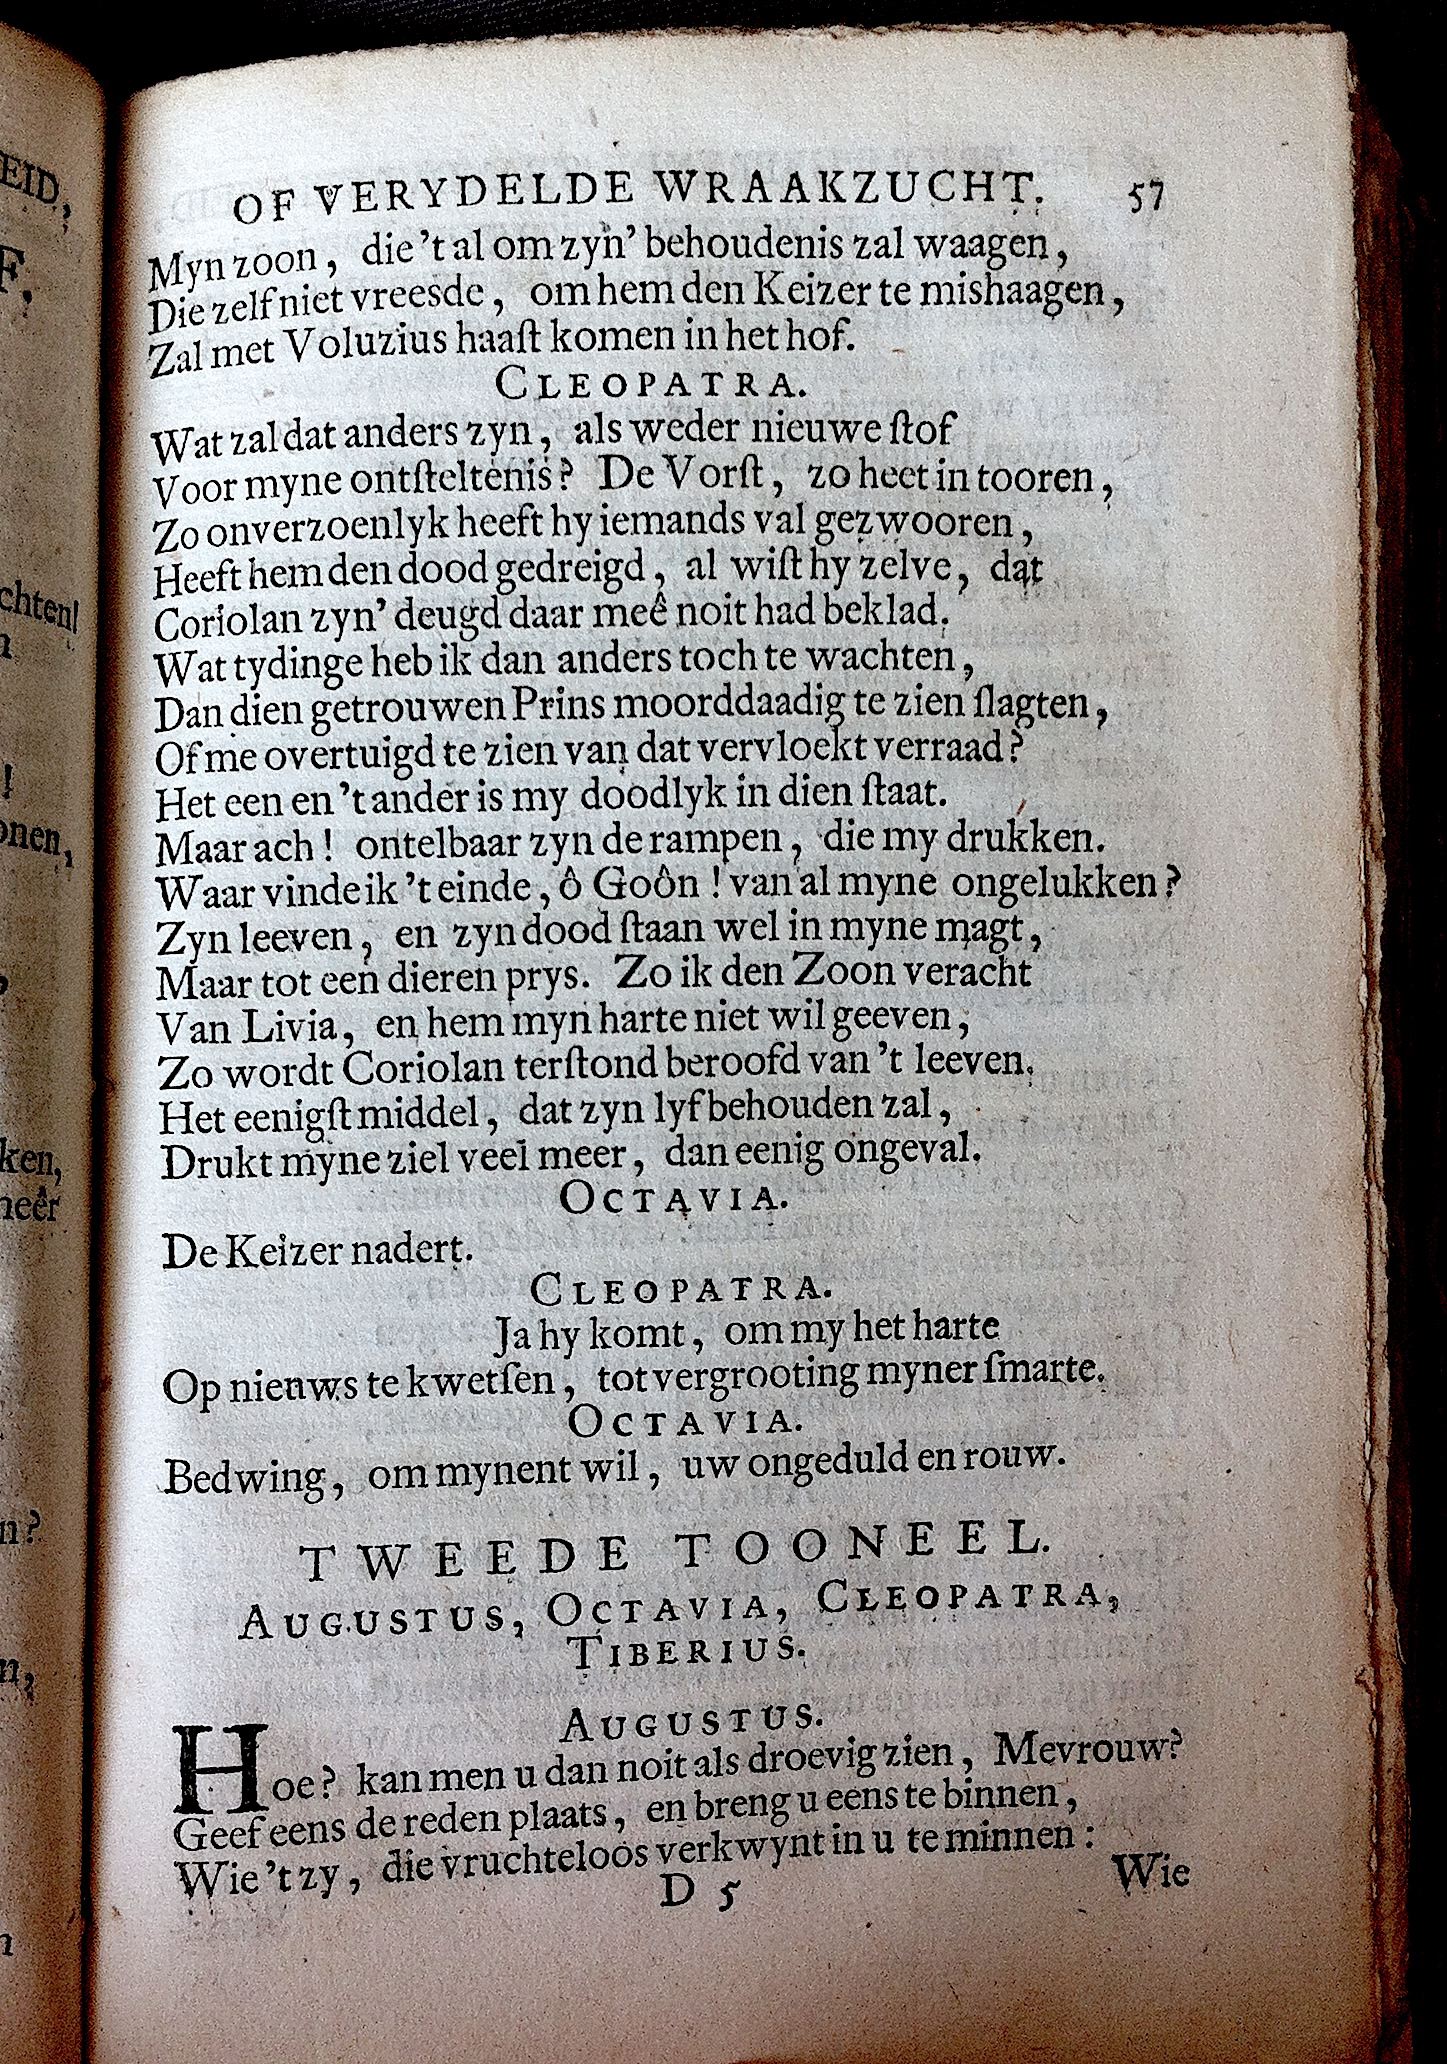 OF VERYDELDE WRAAKZUCHT. 57
Myn zoon, die 't al om zyn' behoudenis zal waagen,
Die zelf niet vreesde, om hem den Keizer te mishaagen,
Zal met Voluzius haaſt komen in het hof.
CLEOPATRA.
Wat zal dat anders zyn, als weder nieuwe ſtof
Voor myne ontſteltenis? De Vorſt, zo heet in tooren,
Zo onverzoenlyk heeft hy iemands val gezwooren,
Heeft hem den dood gedreigd, al wiſt hy zelve, dat
Coriolan zyn' deugd daar meê noit had beklad.
Wat tydinge heb ik dan anders toch te wachten,
Dan dien getrouwen Prins moorddaadig te zien ſlagten,
Of me overtuigd te zien van dat vervloekt verraad?
Het een en 't ander is my doodlyk in dien ſtaat.
Maar ach! ontelbaar zyn de rampen, die my drukken.
Waar vinde ik 't einde, ô Goôn! van al myne ongelukken?
Zyn leeven, en zyn dood ſtaan wel in myne magt,
Maar tot een dieren prys. Zo ik den Zoon veracht
Van Livia, en hem myn harte niet wil geeven,
Zo wordt Coriolan terſtond beroofd van 't leeven.
Het eenigſt middel, dat zyn lyf behouden zal,
Drukt myne ziel veel meer, dan eenig ongeval.
OCTAVIA.
De Keizer nadert.
CLEOPATRA.
Ja hy komt, om my het harte
Op nieuws te kwetſen, tot vergrooting myner ſmarte.
OCTAVIA.
Bedwing, om mynent wil, uw ongeduld en rouw.
TWEEDE TOONEEL.
AUGUSTUS, OCTAVIA, CLEOPATRA,
TIBERIUS.
AUGUSTUS.
Hoe? kan men u dan noit als droevig zien, Mevrouw?
Geef eens de reden plaats, en breng u eens te binnen,
Wie 't zy, die vruchteloos verkwynt in u te minnen:
D 5 Wie